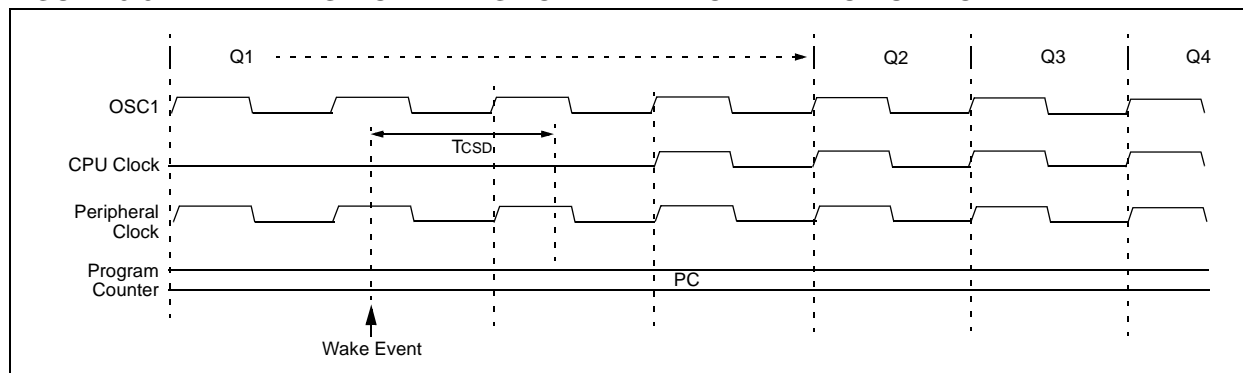 Q1 Q2 Q3 Q4
OSC1
TCSD
CPU Clock
Peripheral
Clock
Program
Counter
PC
Wake Event